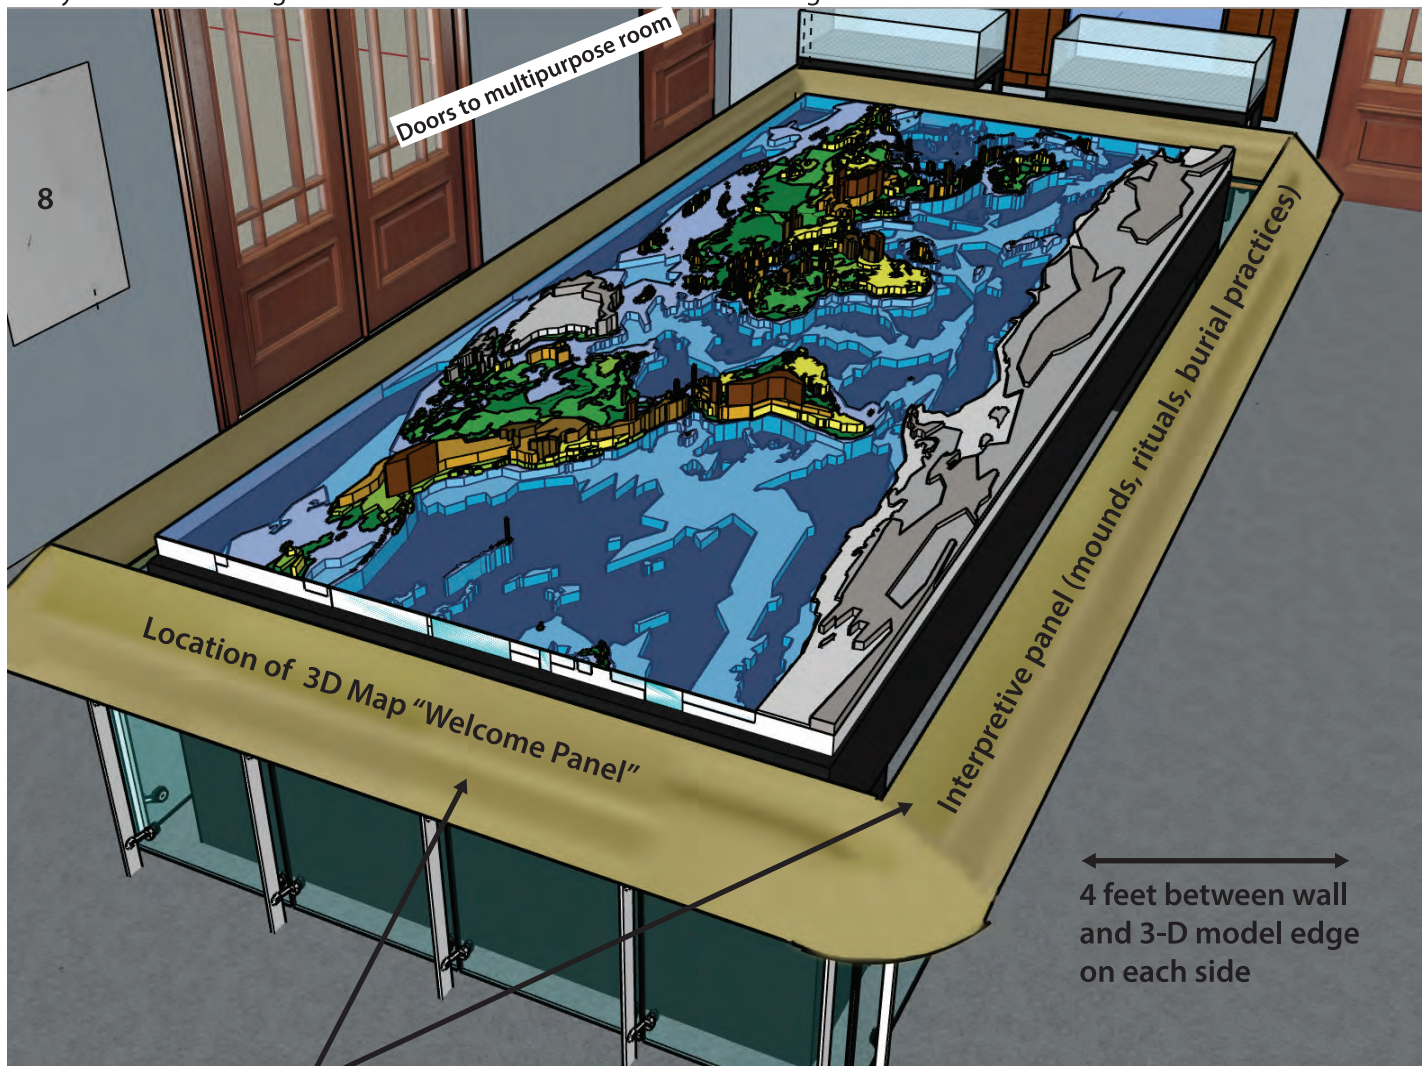 Doors to multipurpose room
8
Interpretive panel (mounds, rituals, burial practices)
Location of 3D Map “Welcome Panel”
4 feet between wall
and 3-D model edge
on each side